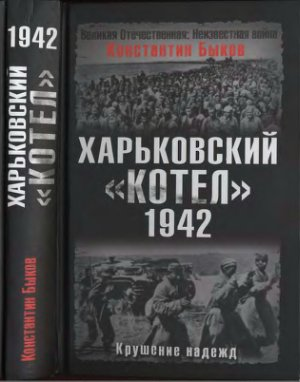 1942
ХАРЬКОВСКИЙ
«КОТЕЛ»
Константин Быков
Великая Отечественная: Неизвестная война
Константин Быков
ХАРЬКОВСКИЙ
«КОТЕЛ»
1942
Крушение надежд